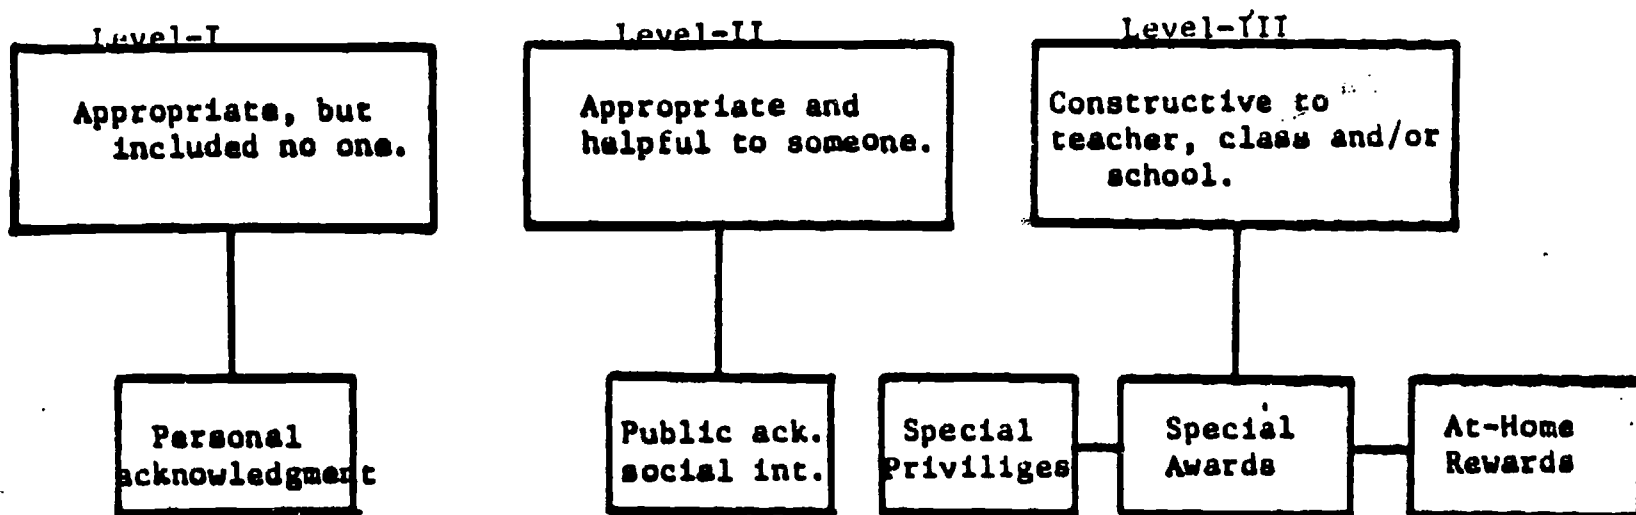 Level-I
Appropriate, but
included no one.
Level-II
Appropriate and
helpful to someone.
Level-III
Constructive to
teacher, class and/or
school.
Personal
acknowledgment
Public ack.
social int.
Special
Priviliges
Special
Awards
At-Home
Rewards